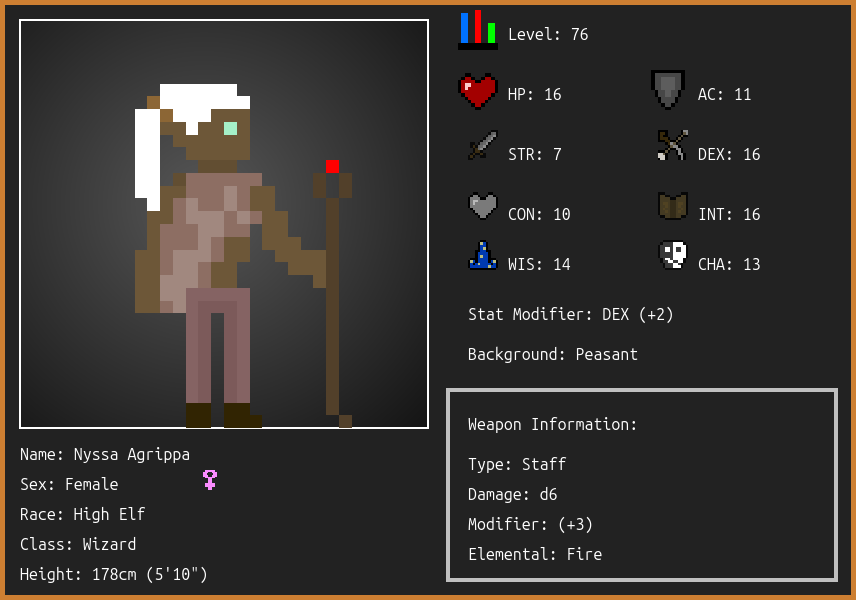 Level: 76
HP: 16
AC: 11
STR: 7
DEX: 16
CON: 10
INT: 16
WIS: 14
CHA: 13
Stat Modifier: DEX (+2)
Background: Peasant
Weapon Information:
Type: Staff
Damage: d6
Modifier: (+3)
Elemental: Fire
Name: Nyssa Agrippa
Sex: Female
Race: High Elf
Class: Wizard
Height: 178cm (5'10")